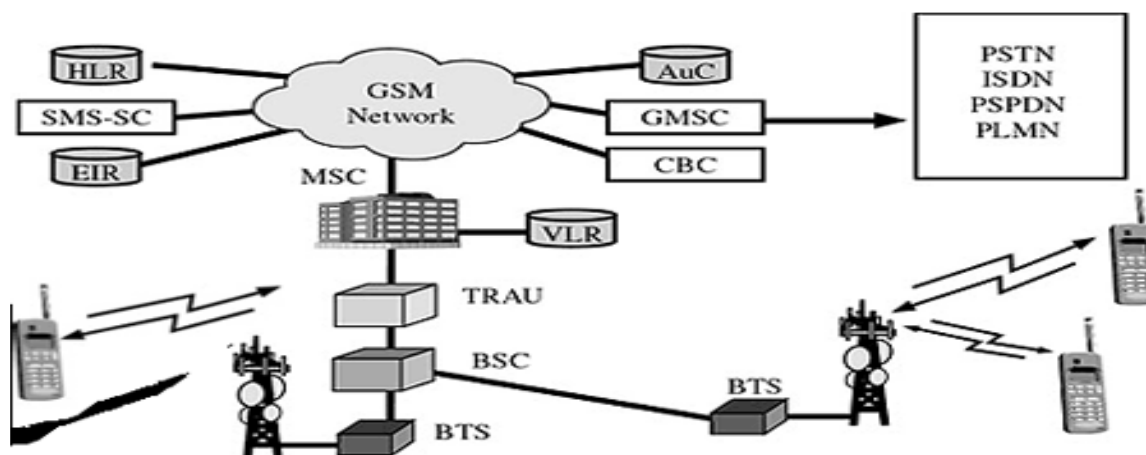 HLR
SMS-SC
EIR
GSM
Network
AuC
GMSC
CBC
PSTN
ISDN
PSPDN
PLMN
MSC
VLR
TRAU
BSC
BTS
BTS